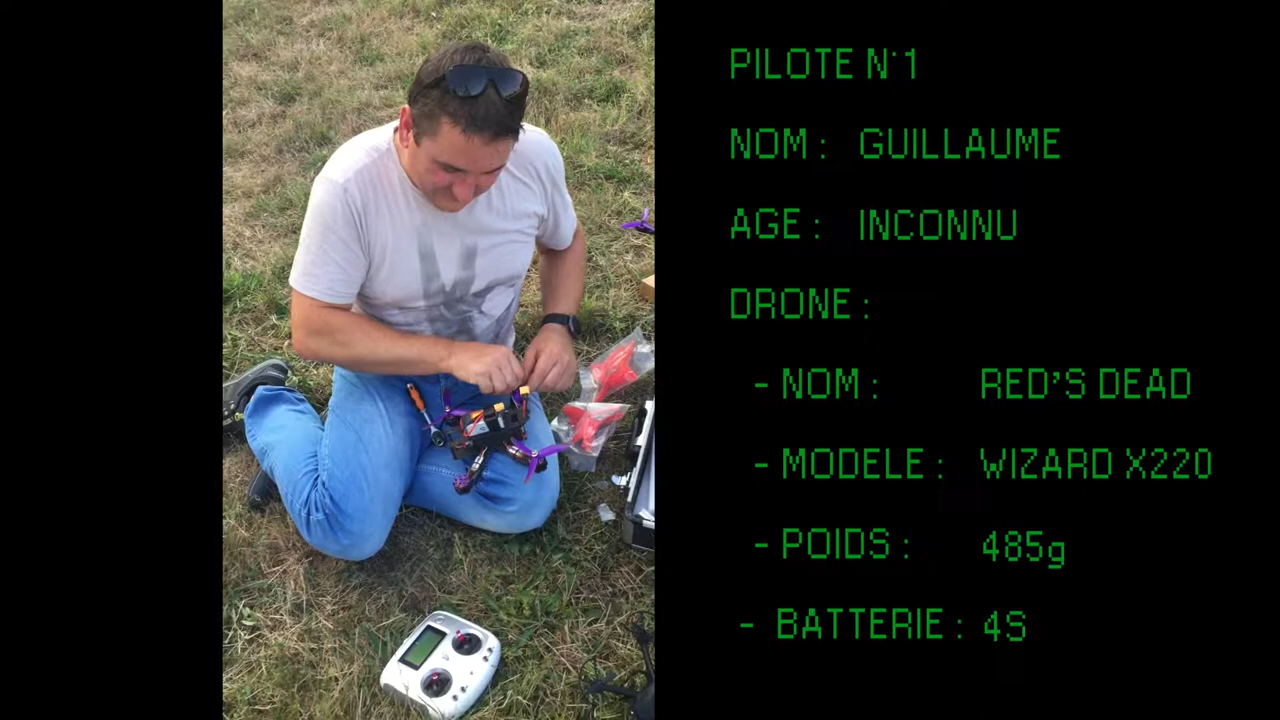 PILOTE N°1
NOM : GUILLAUME
AGE : INCONNU
DRONE :
- NOM : RED'S DEAD
- MODELE : WIZARD X220
- POIDS : 485g
- BATTERIE : 4S